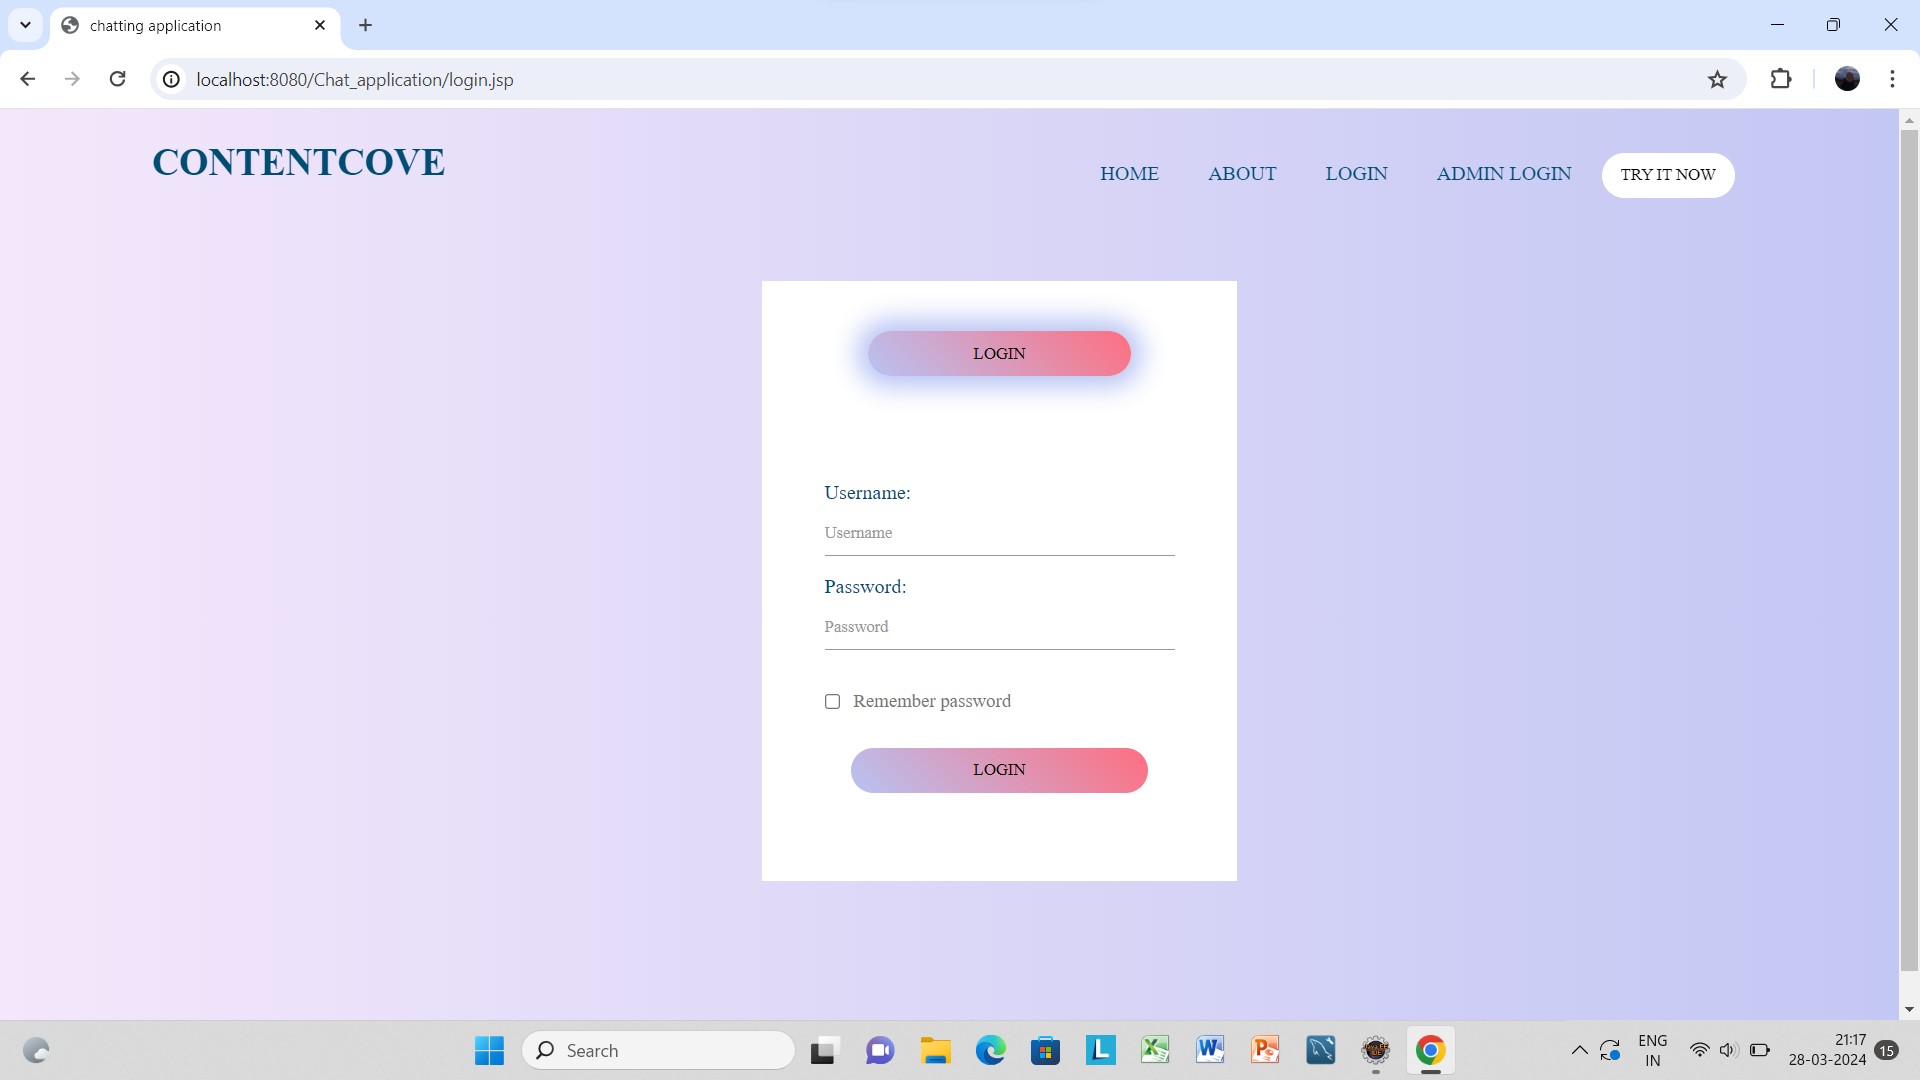 chatting application
localhost:8080/Chat_application/login.jsp
CONTENTCOVE
HOME
ABOUT
LOGIN
ADMIN LOGIN
TRY IT NOW
LOGIN
Username:
Username
Password:
Password
Remember password
LOGIN
Search
ENG
IN
21:17
28-03-2024
15